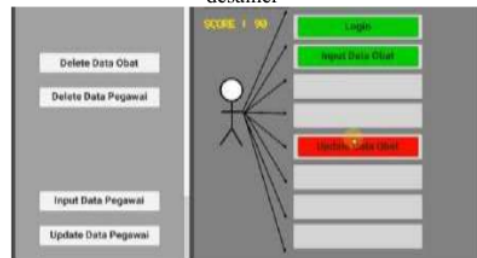 desainer
Delete Data Obat
Delete Data Pegawai
Input Data Pegawai
Update Data Pegawai
SCORE : 90
Login
Input Data Obat
Update Data Obat